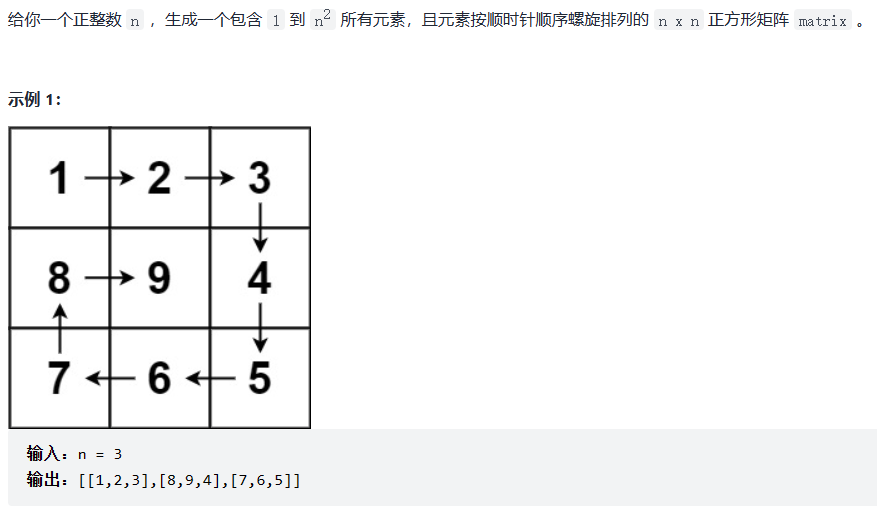 给你一个正整数 n ，生成一个包含 1 到 n² 所有元素，且元素按顺时针顺序螺旋排列的 n x n 正方形矩阵 matrix 。
示例 1：
1 2 3
8 9 4
7 6 5
输入：n = 3
输出：[[1,2,3],[8,9,4],[7,6,5]]